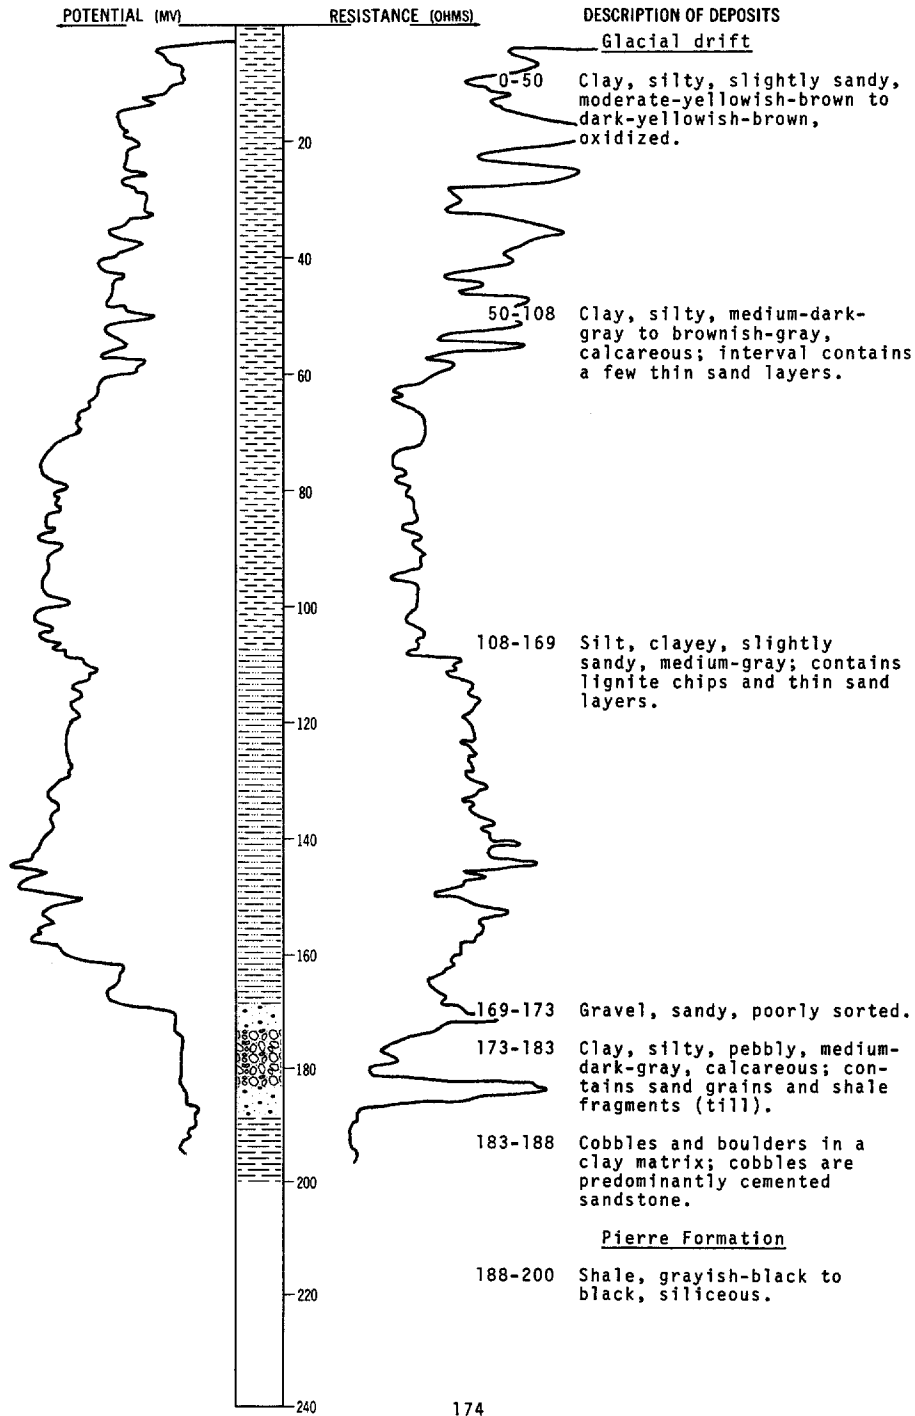 POTENTIAL (MV) RESISTANCE (OHMS) DESCRIPTION OF DEPOSITS
Glacial drift
0-50 Clay, silty, slightly sandy,
moderate-yellowish-brown to
dark-yellowish-brown,
oxidized.
20
40
50-108 Clay, silty, medium-dark-
gray to brownish-gray,
calcareous; interval contains
a few thin sand layers.
60
80
100
108-169 Silt, clayey, slightly
sandy, medium-gray; contains
lignite chips and thin sand
layers.
120
140
160
169-173 Gravel, sandy, poorly sorted.
173-183 Clay, silty, pebbly, medium-
dark-gray, calcareous; con-
tains sand grains and shale
fragments (till).
180
183-188 Cobbles and boulders in a
clay matrix; cobbles are
predominantly cemented
sandstone.
200
Pierre Formation
188-200 Shale, grayish-black to
black, siliceous.
220
240
174